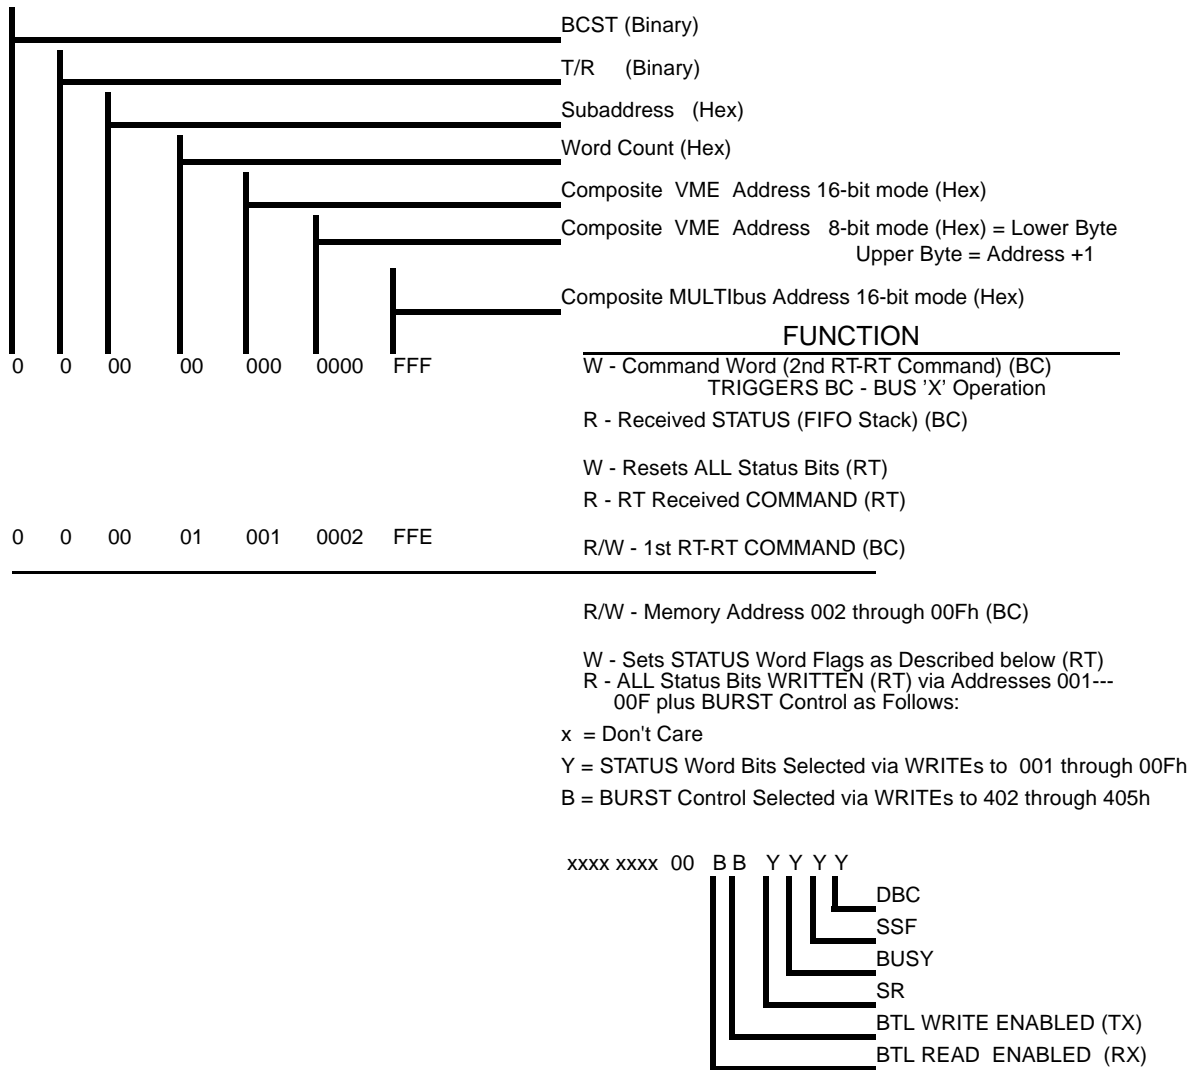 BCST (Binary)
T/R (Binary)
Subaddress (Hex)
Word Count (Hex)
Composite VME Address 16-bit mode (Hex)
Composite VME Address 8-bit mode (Hex) = Lower Byte
Upper Byte = Address +1
Composite MULTIbus Address 16-bit mode (Hex)
FUNCTION
0 0 00 00 000 0000 FFF W - Command Word (2nd RT-RT Command) (BC)
TRIGGERS BC - BUS 'X' Operation
R - Received STATUS (FIFO Stack) (BC)
W - Resets ALL Status Bits (RT)
R - RT Received COMMAND (RT)
0 0 00 01 001 0002 FFE R/W - 1st RT-RT COMMAND (BC)
R/W - Memory Address 002 through 00Fh (BC)
W - Sets STATUS Word Flags as Described below (RT)
R - ALL Status Bits WRITTEN (RT) via Addresses 001---
00F plus BURST Control as Follows:
x = Don't Care
Y = STATUS Word Bits Selected via WRITEs to 001 through 00Fh
B = BURST Control Selected via WRITEs to 402 through 405h
xxxx xxxx 00 B B Y Y Y Y
DBC
SSF
BUSY
SR
BTL WRITE ENABLED (TX)
BTL READ ENABLED (RX)